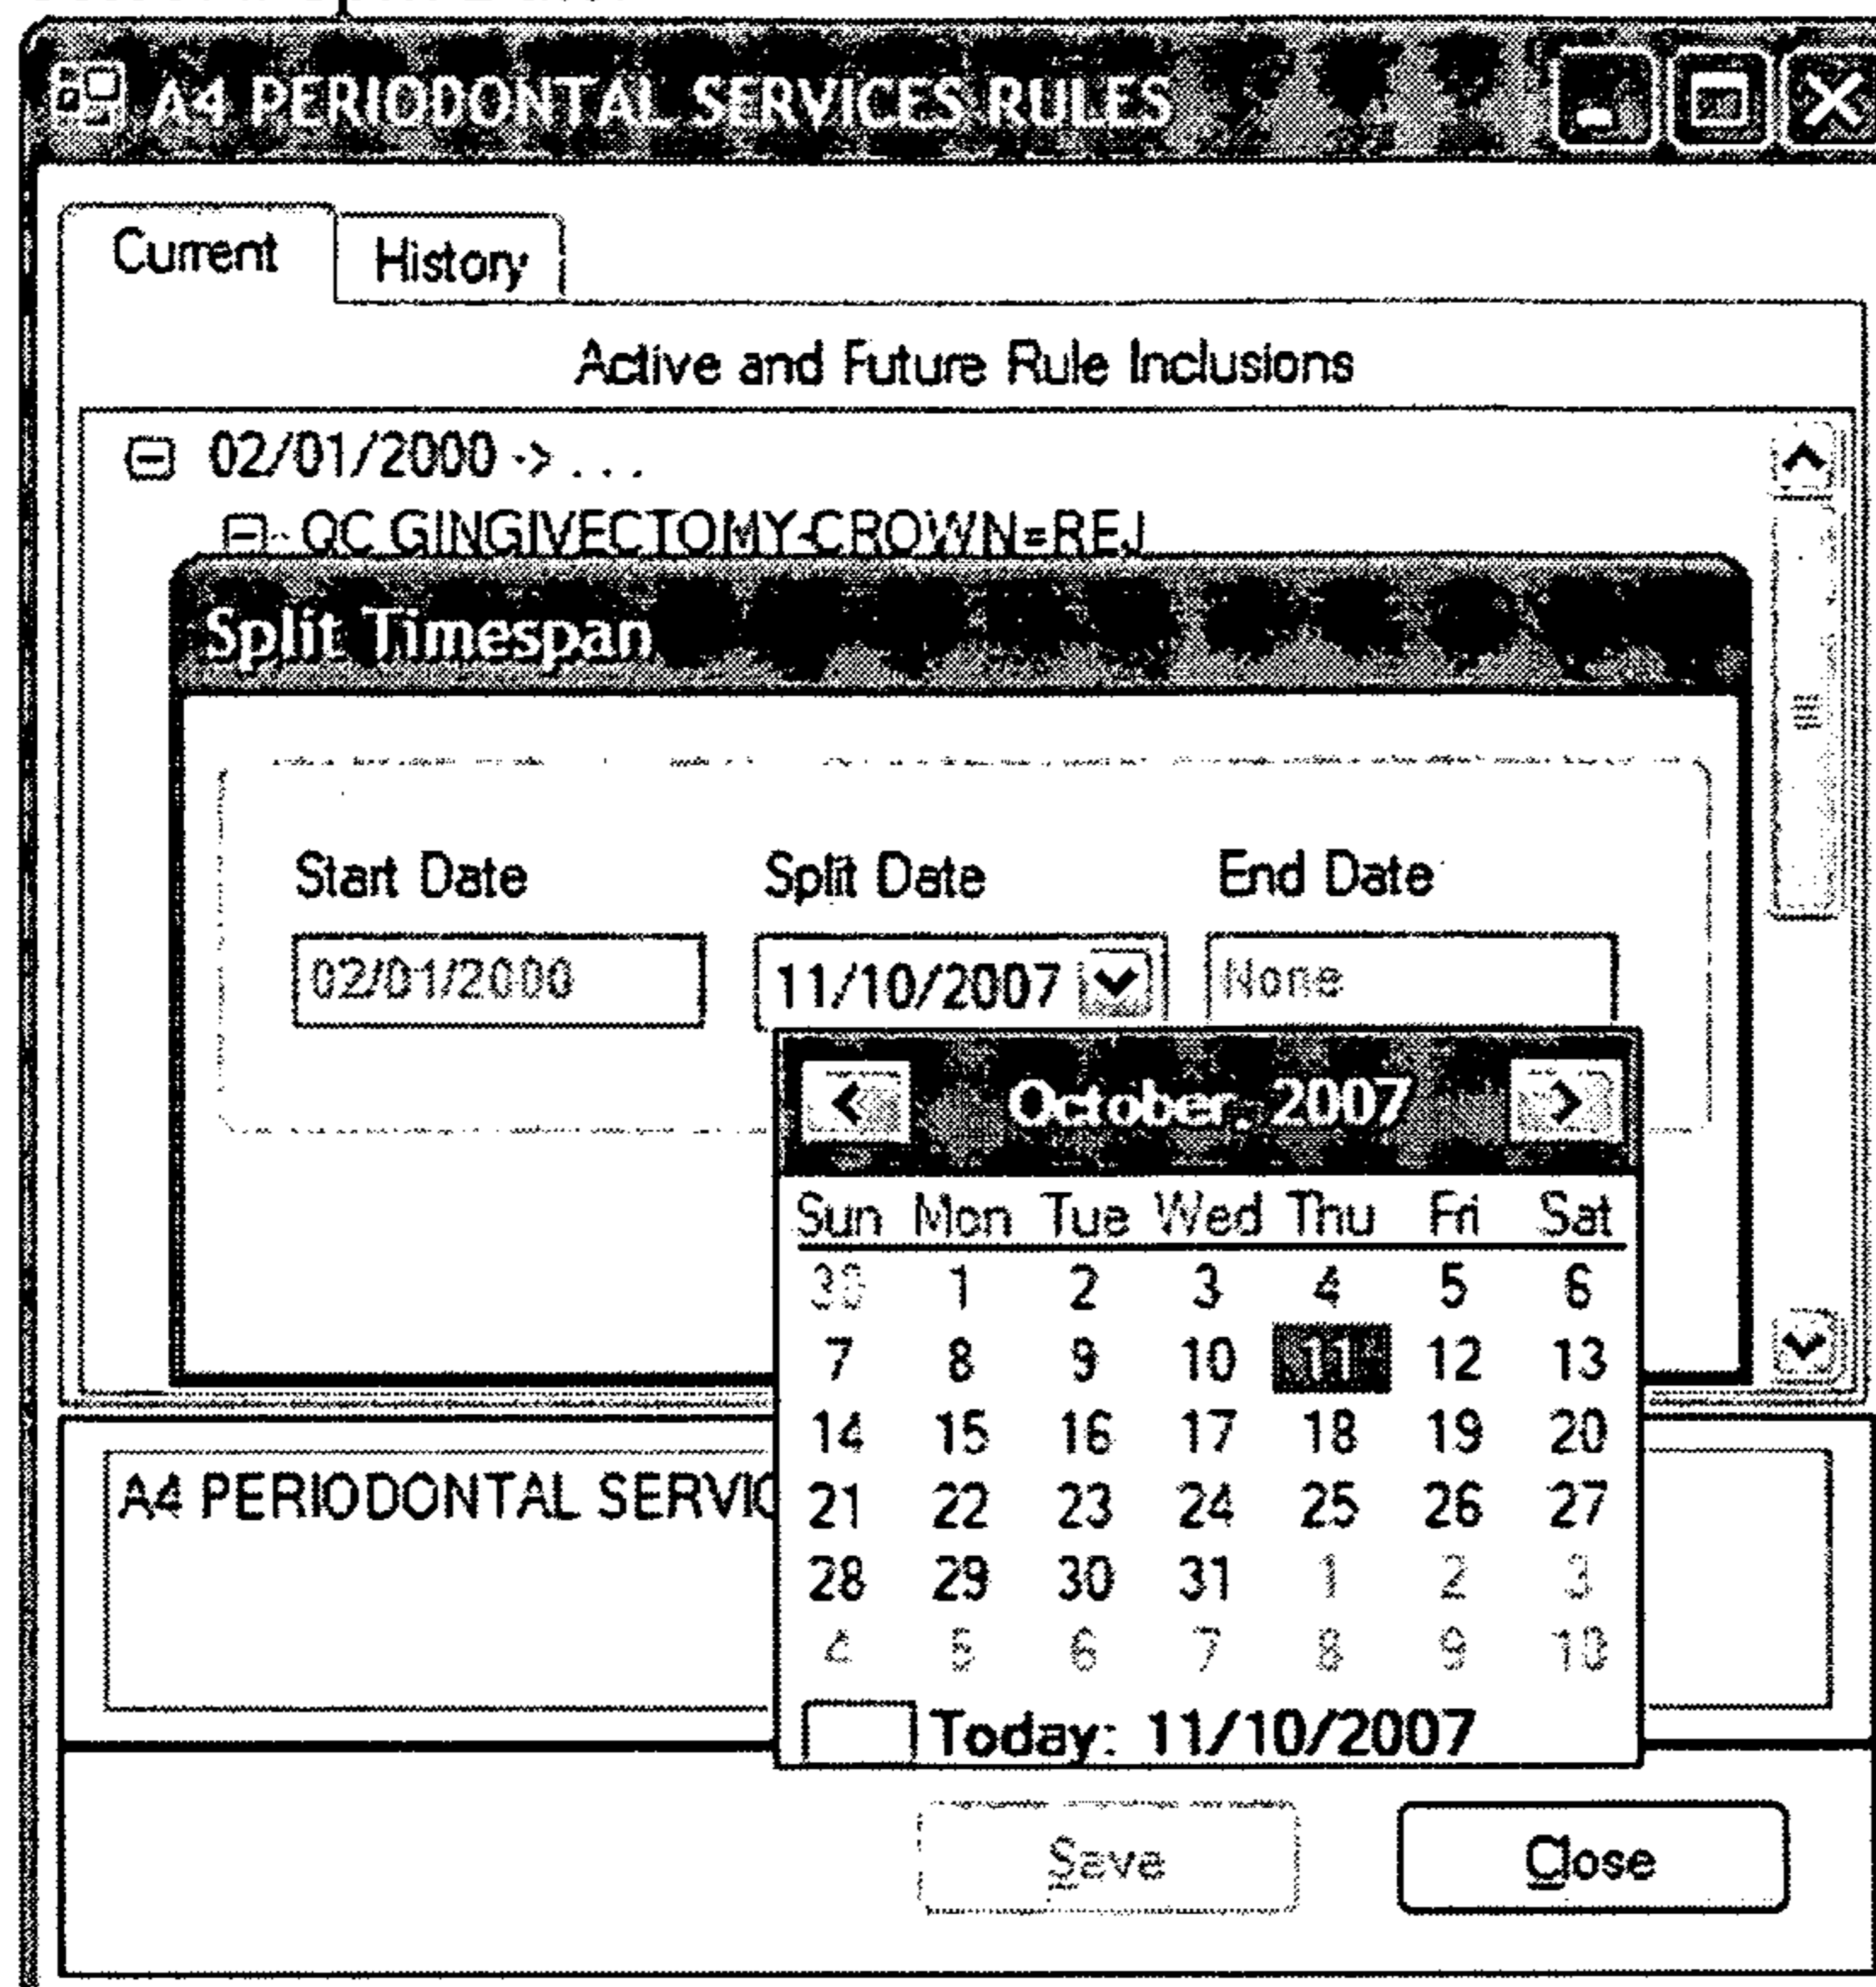 A4 PERIODONTAL SERVICES RULES
Current History
Active and Future Rule Inclusions
02/01/2000 -> ...
QC GINGIVECTOMY-CROWN=REJ
Split Timespan
Start Date Split Date End Date
02/01/2000 11/10/2007 None
October, 2007
Sun Mon Tue Wed Thu Fri Sat
30 1 2 3 4 5 6
7 8 9 10 11 12 13
14 15 16 17 18 19 20
21 22 23 24 25 26 27
28 29 30 31 1 2 3
4 5 6 7 8 9 10
A4 PERIODONTAL SERVIC
Today: 11/10/2007
Save Close